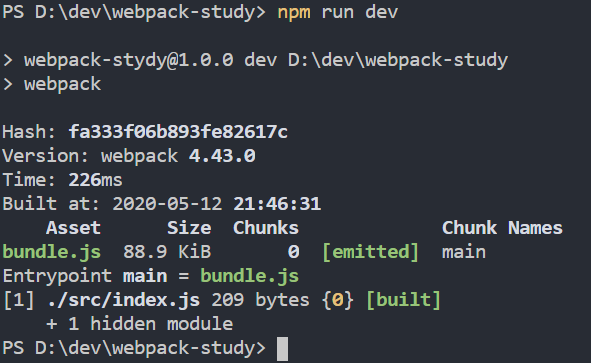 PS D:\dev\webpack-study> npm run dev
> webpack-stydy@1.0.0 dev D:\dev\webpack-study
> webpack
Hash: fa333f06b893fe82617c
Version: webpack 4.43.0
Time: 226ms
Built at: 2020-05-12 21:46:31
Asset Size Chunks Chunk Names
bundle.js 88.9 KiB 0 [emitted] main
Entrypoint main = bundle.js
[1] ./src/index.js 209 bytes {0} [built]
+ 1 hidden module
PS D:\dev\webpack-study>